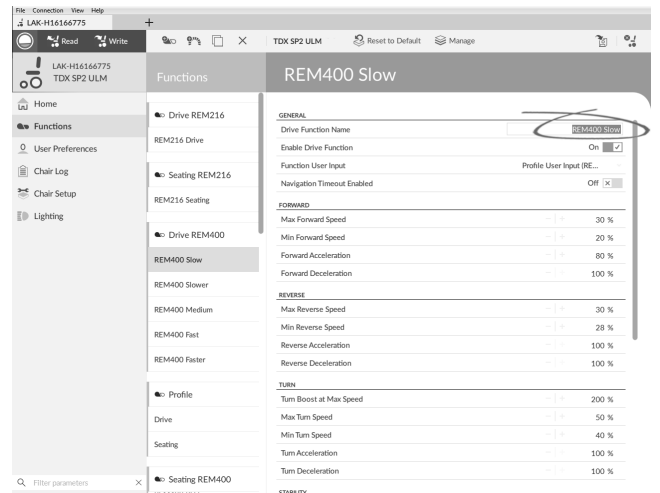 File Connection View Help
LAK-H16166775 +
Read Write TDX SP2 ULM Reset to Default Manage
LAK-H16166775
TDX SP2 ULM
Home
Functions
User Preferences
Chair Log
Chair Setup
Lighting
Filter parameters
Functions
Drive REM216
REM216 Drive
Seating REM216
REM216 Seating
Drive REM400
REM400 Slow
REM400 Slower
REM400 Medium
REM400 Fast
REM400 Faster
Profile
Drive
Seating
Seating REM400
REM400 Slow
GENERAL
Drive Function Name REM400 Slow
Enable Drive Function On
Function User Input Profile User Input (RE...
Navigation Timeout Enabled Off
FORWARD
Max Forward Speed − + 30 %
Min Forward Speed − + 20 %
Forward Acceleration − + 80 %
Forward Deceleration − + 100 %
REVERSE
Max Reverse Speed − + 30 %
Min Reverse Speed − + 28 %
Reverse Acceleration − + 100 %
Reverse Deceleration − + 100 %
TURN
Turn Boost at Max Speed − + 200 %
Max Turn Speed − + 50 %
Min Turn Speed − + 40 %
Turn Acceleration − + 100 %
Turn Deceleration − + 100 %
STABILITY